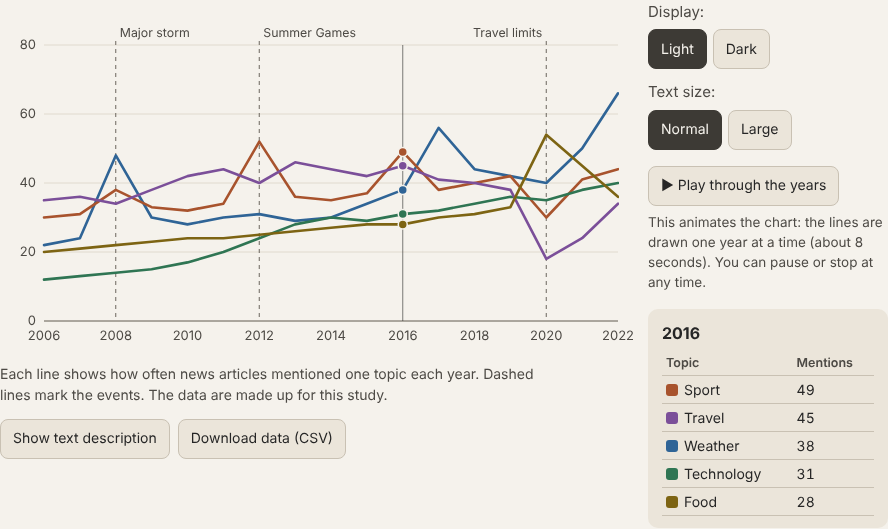 Major storm
Summer Games
Travel limits
80
60
40
20
0
2006
2008
2010
2012
2014
2016
2018
2020
2022
Each line shows how often news articles mentioned one topic each year. Dashed
lines mark the events. The data are made up for this study.
Show text description
Download data (CSV)
Display:
Light
Dark
Text size:
Normal
Large
▶ Play through the years
This animates the chart: the lines are
drawn one year at a time (about 8
seconds). You can pause or stop at
any time.
2016
Topic Mentions
Sport 49
Travel 45
Weather 38
Technology 31
Food 28